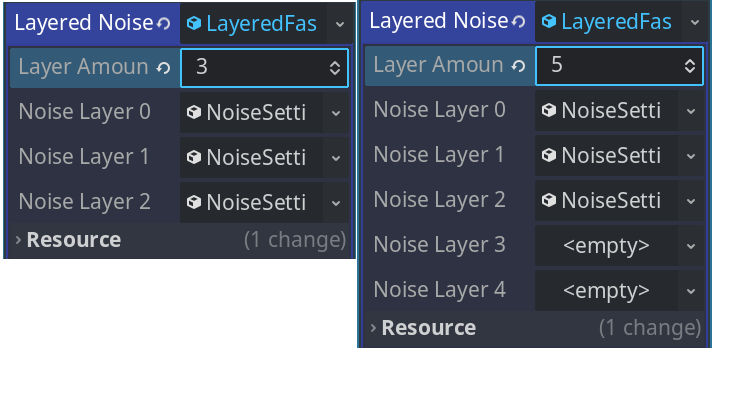 Layered Noise LayeredFas
Layer Amoun 3
Noise Layer 0 NoiseSetti
Noise Layer 1 NoiseSetti
Noise Layer 2 NoiseSetti
Resource (1 change)
Layered Noise LayeredFas
Layer Amoun 5
Noise Layer 0 NoiseSetti
Noise Layer 1 NoiseSetti
Noise Layer 2 NoiseSetti
Noise Layer 3 <empty>
Noise Layer 4 <empty>
Resource (1 change)